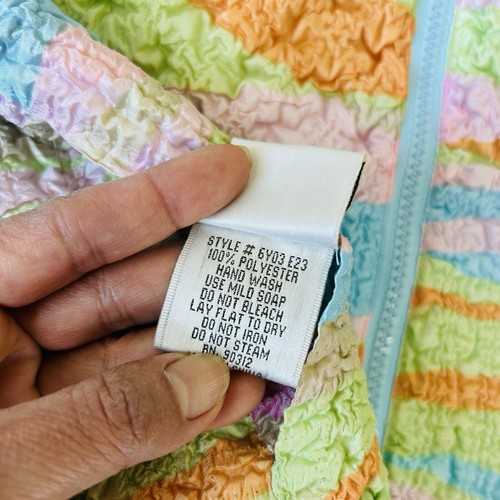 STYLE # 6Y03 E23
100% POLYESTER
HAND WASH
USE MILD SOAP
DO NOT BLEACH
LAY FLAT TO DRY
DO NOT IRON
DO NOT STEAM
RN. 90312